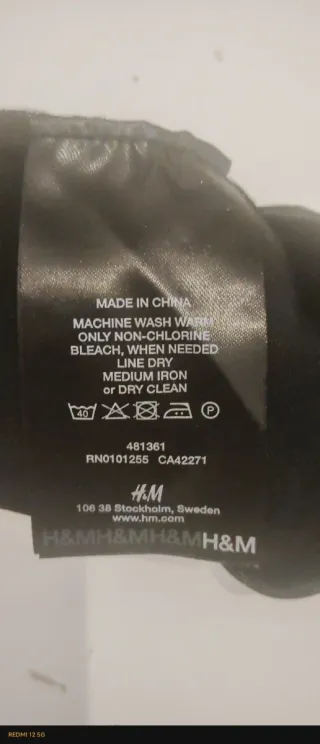 MADE IN CHINA
MACHINE WASH WARM
ONLY NON-CHLORINE
BLEACH, WHEN NEEDED
LINE DRY
MEDIUM IRON
or DRY CLEAN
40 P
481361
RN0101255 CA42271
H&M
106 38 Stockholm, Sweden
www.hm.com
H&MH&MH&MH&M
REDMI 12 5G